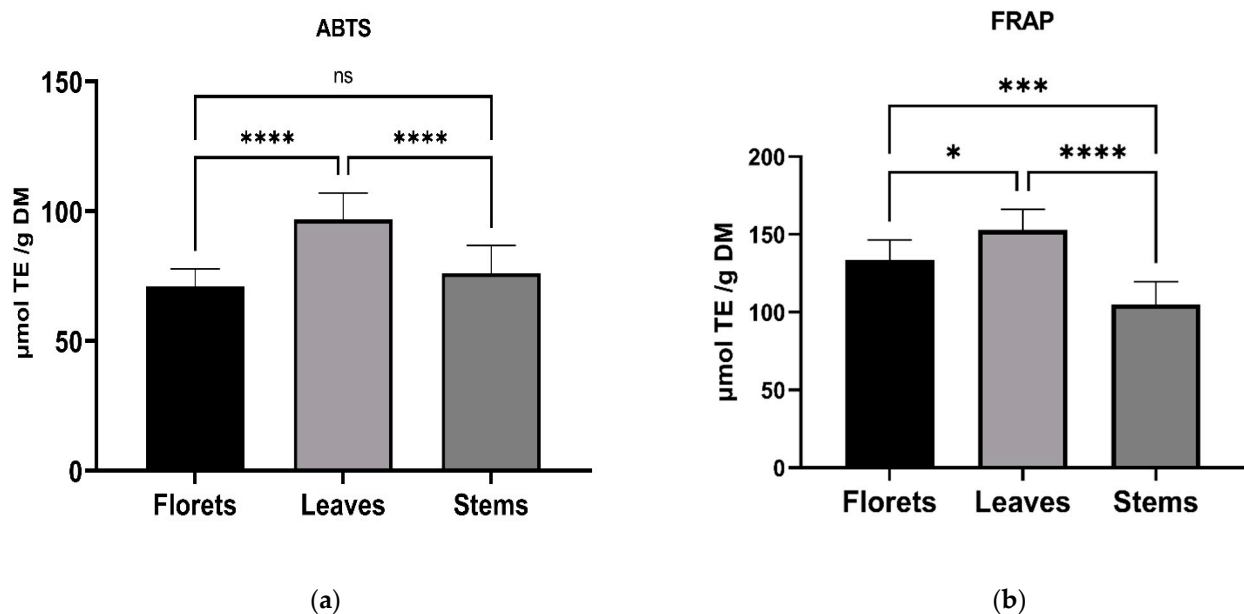 ABTS
ns
**** ****
150
100
50
0
µmol TE /g DM
Florets Leaves Stems
(a)
FRAP
***
* ****
200
150
100
50
0
µmol TE /g DM
Florets Leaves Stems
(b)